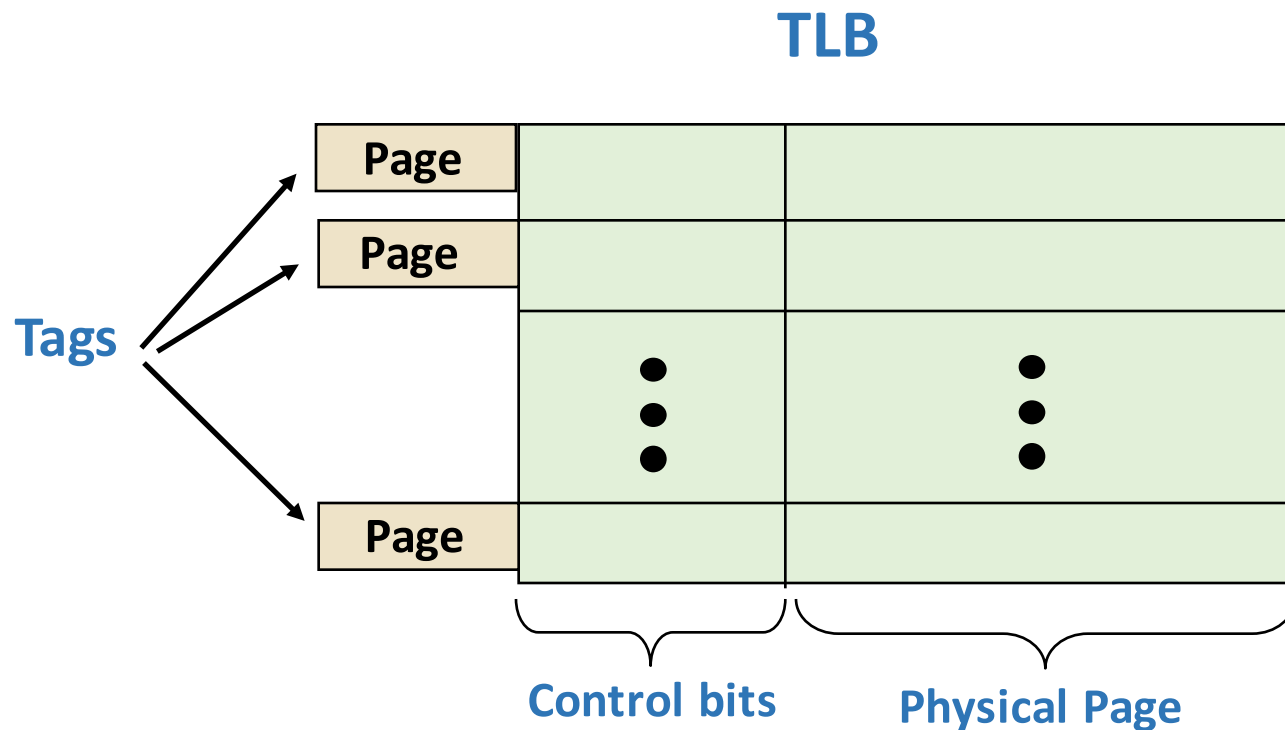 TLB
Page
Page
Tags
Page
Control bits
Physical Page